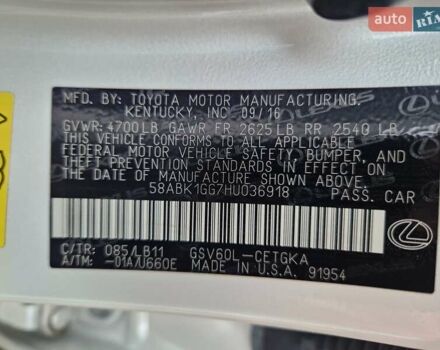 auto
RIA
MFD BY: TOYOTA MOTOR MANUFACTURING,
KENTUCKY, INC 09/16
GVWR: 4700LB GAWR FR 2625LB RR 2540 LB
THIS VEHICLE CONFORMS TO ALL APPLICABLE
FEDERAL MOTOR VEHICLE SAFETY, BUMPER, AND
THEFT PREVENTION STANDARDS IN EFFECT ON
THE DATE OF MANUFACTURE SHOWN ABOVE.
58ABK1GG7HU036918 PASS. CAR
C/TR 085/LB11 GSV60L-CETGKA
A/TM: -01A/U660E MADE IN U.S.A. 91954